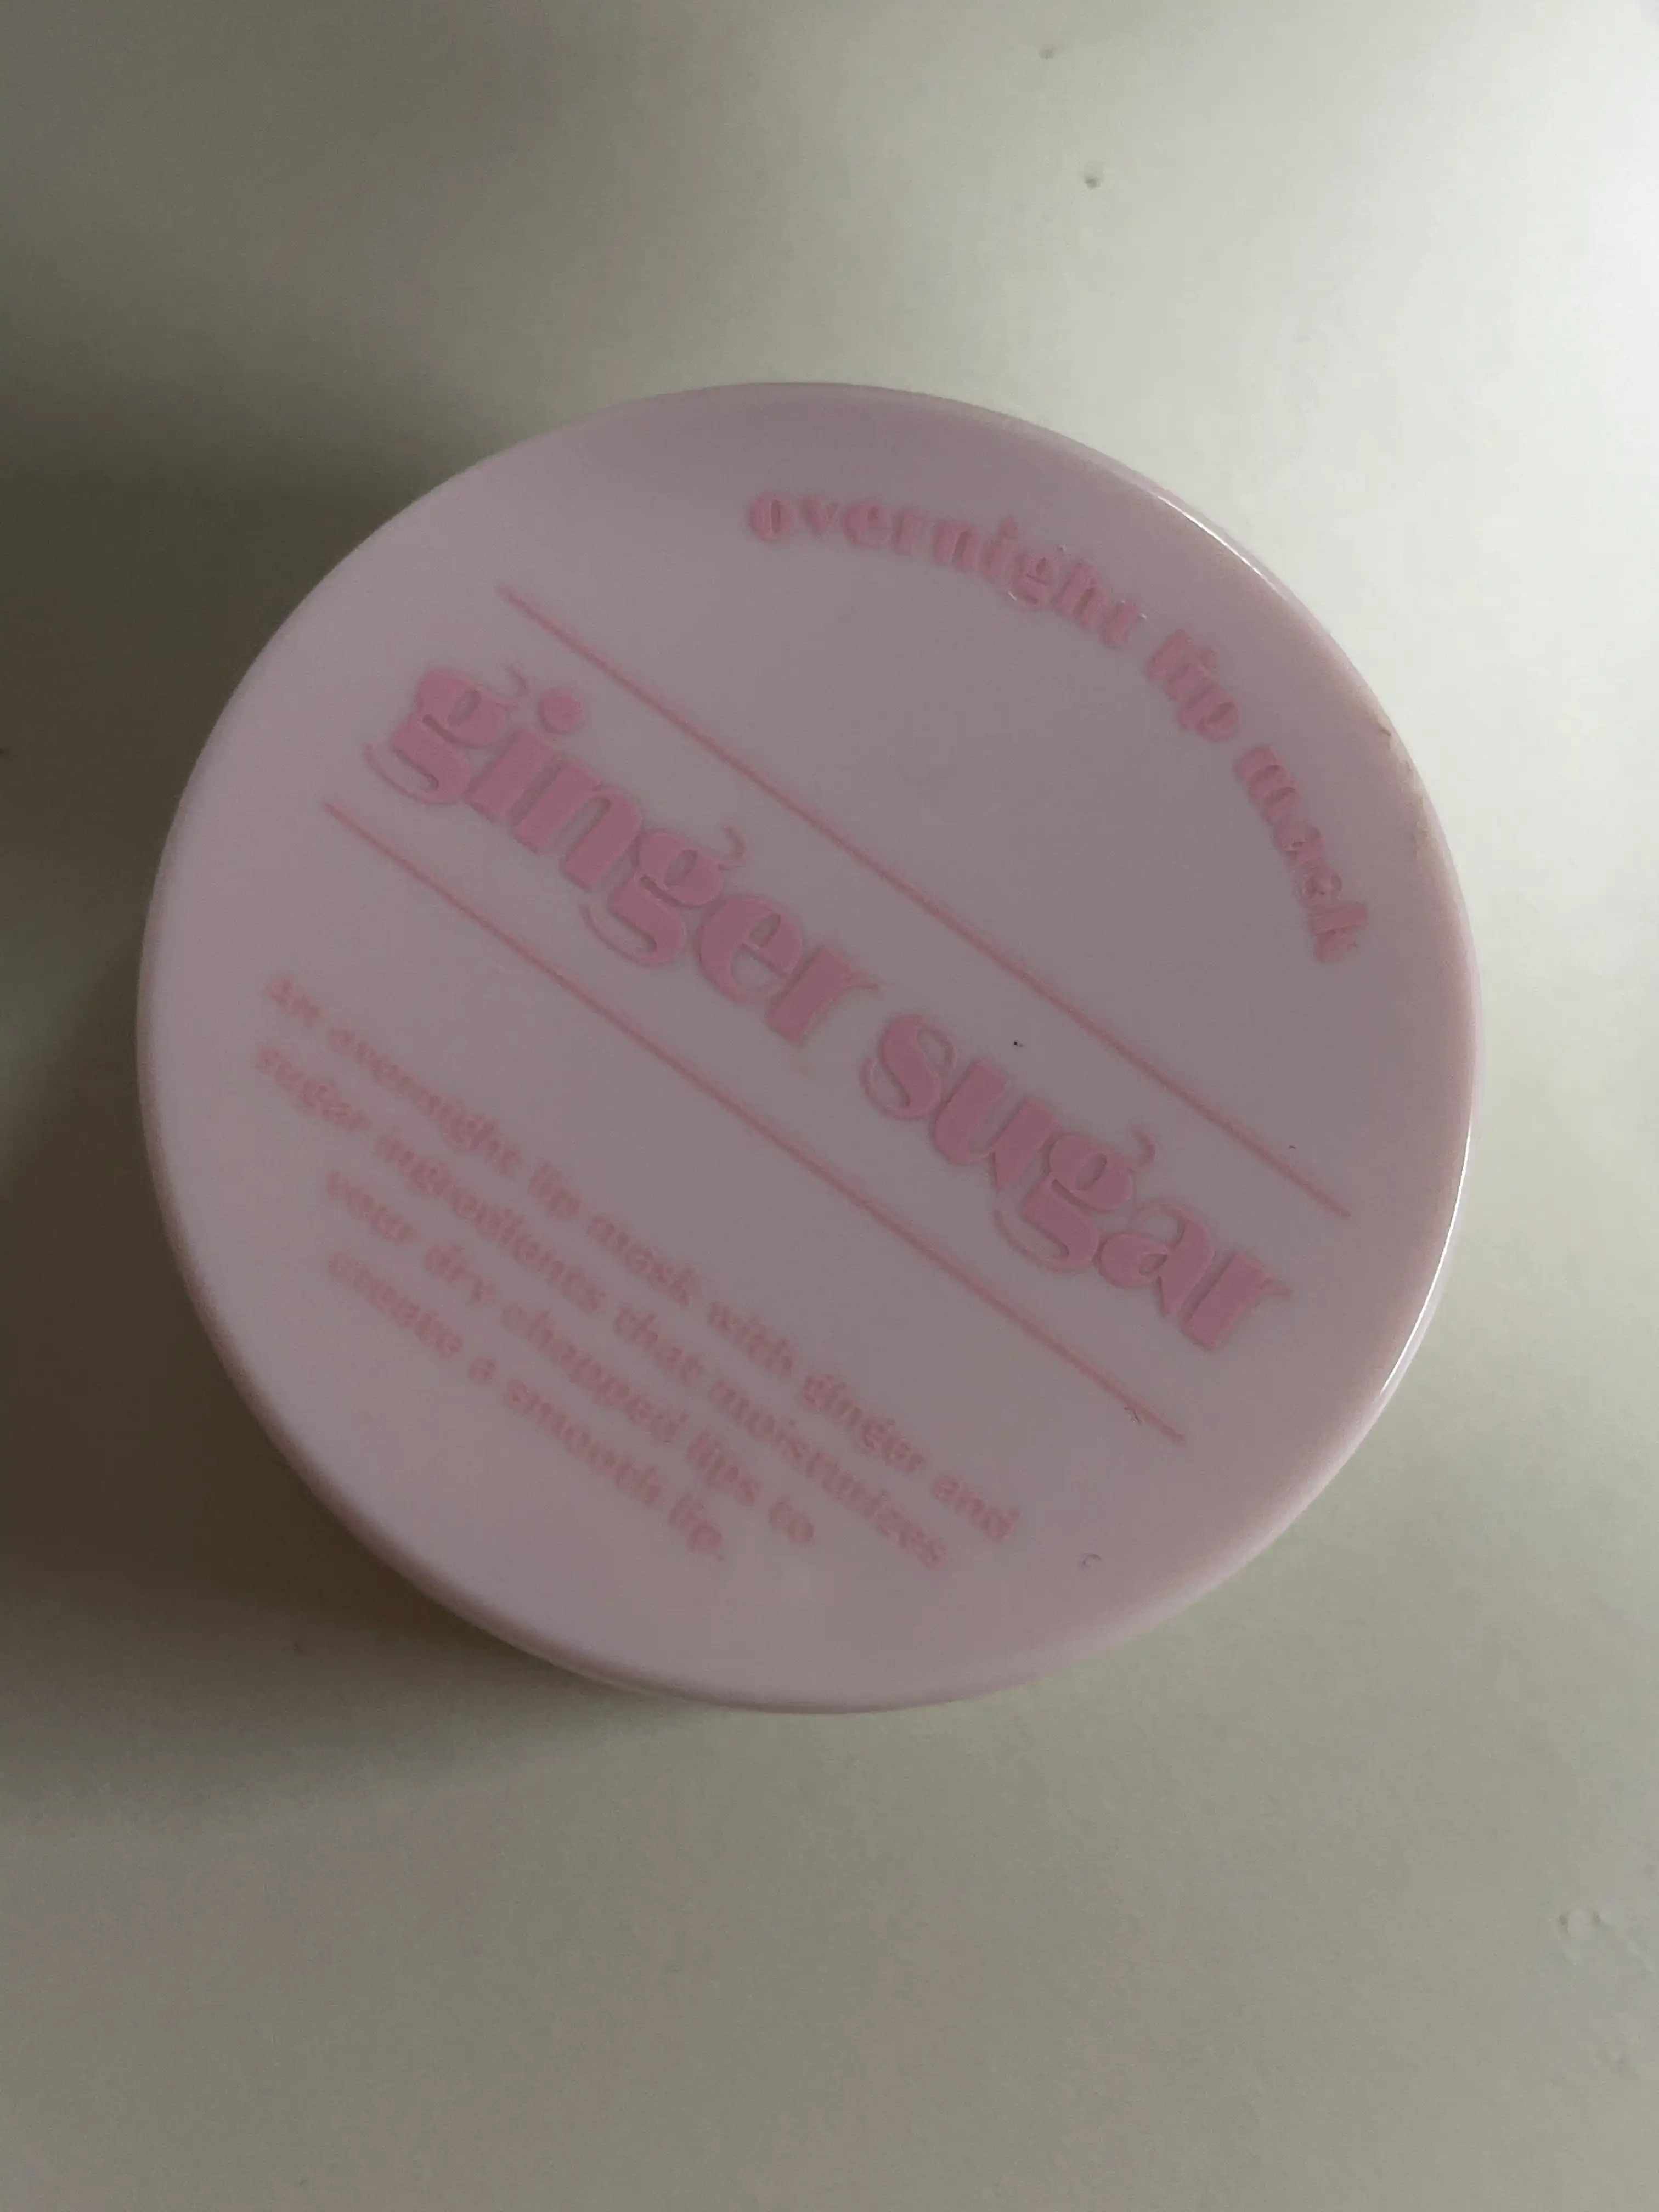 overnight lip mask
ginger sugar
An overnight lip mask with ginger and
sugar ingredients that moisturizes
your dry chapped lips to
create a smooth lip.